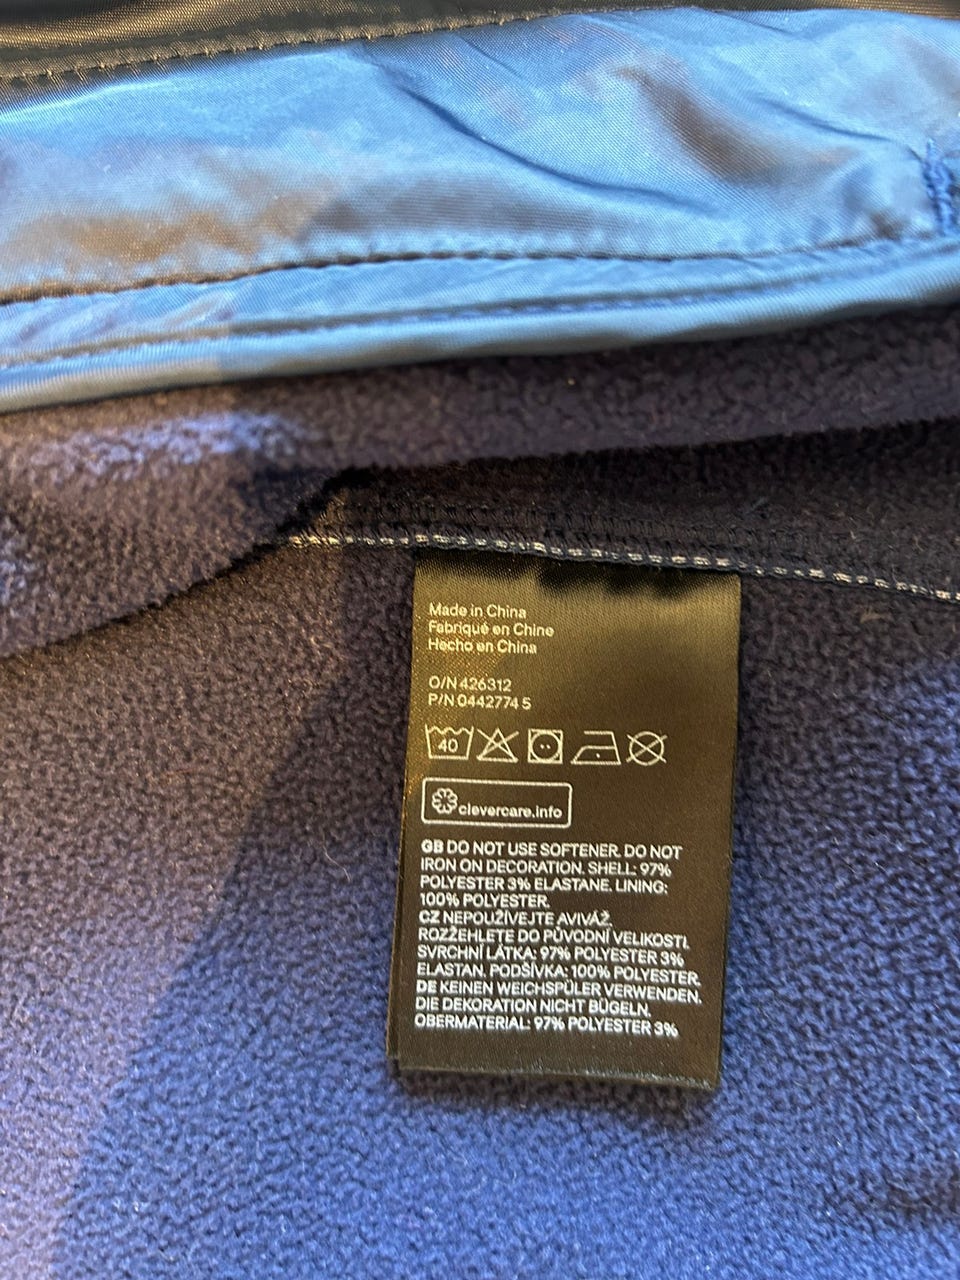 Made in China
Fabriqué en Chine
Hecho en China
O/N 426312
P/N 0442774 5
40
clevercare.info
GB DO NOT USE SOFTENER. DO NOT
IRON ON DECORATION. SHELL: 97%
POLYESTER 3% ELASTANE. LINING:
100% POLYESTER.
CZ NEPOUŽÍVEJTE AVIVÁŽ.
ROZŽEHLETE DO PŮVODNÍ VELIKOSTI.
SVRCHNÍ LÁTKA: 97% POLYESTER 3%
ELASTAN. PODŠÍVKA: 100% POLYESTER.
DE KEINEN WEICHSPÜLER VERWENDEN.
DIE DEKORATION NICHT BÜGELN.
OBERMATERIAL: 97% POLYESTER 3%